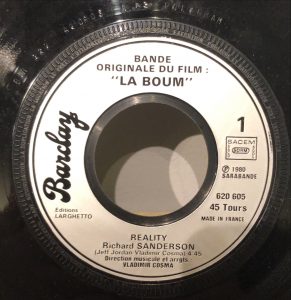 BANDE
ORIGINALE DU FILM :
"LA BOUM"
Barclay
1
SACEM
SDRM
℗ 1980
SARABANDE
620 605
45 Tours
MADE IN FRANCE
Editions
LARGHETTO
REALITY
Richard SANDERSON
(Jeff Jordan Vladimir Cosma) 4:45
Direction musicale et arrgts
VLADIMIR COSMA